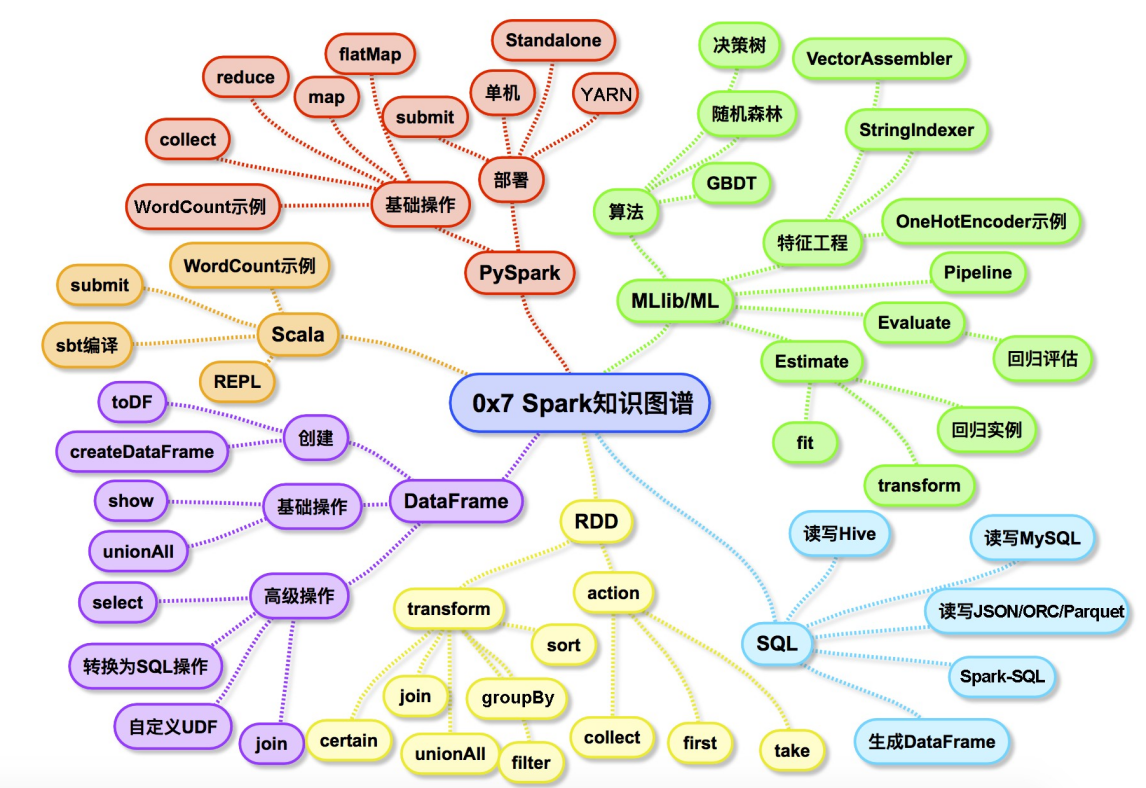 0x7 Spark知识图谱
PySpark
基础操作
WordCount示例
collect
reduce
map
flatMap
部署
submit
单机
Standalone
YARN
MLlib/ML
算法
决策树
随机森林
GBDT
特征工程
VectorAssembler
StringIndexer
OneHotEncoder示例
Pipeline
Evaluate
回归评估
Estimate
fit
transform
回归实例
Scala
WordCount示例
submit
sbt编译
REPL
DataFrame
创建
toDF
createDataFrame
基础操作
show
unionAll
高级操作
select
转换为SQL操作
自定义UDF
join
RDD
transform
certain
join
unionAll
groupBy
filter
sort
action
collect
first
take
SQL
读写Hive
读写MySQL
读写JSON/ORC/Parquet
Spark-SQL
生成DataFrame